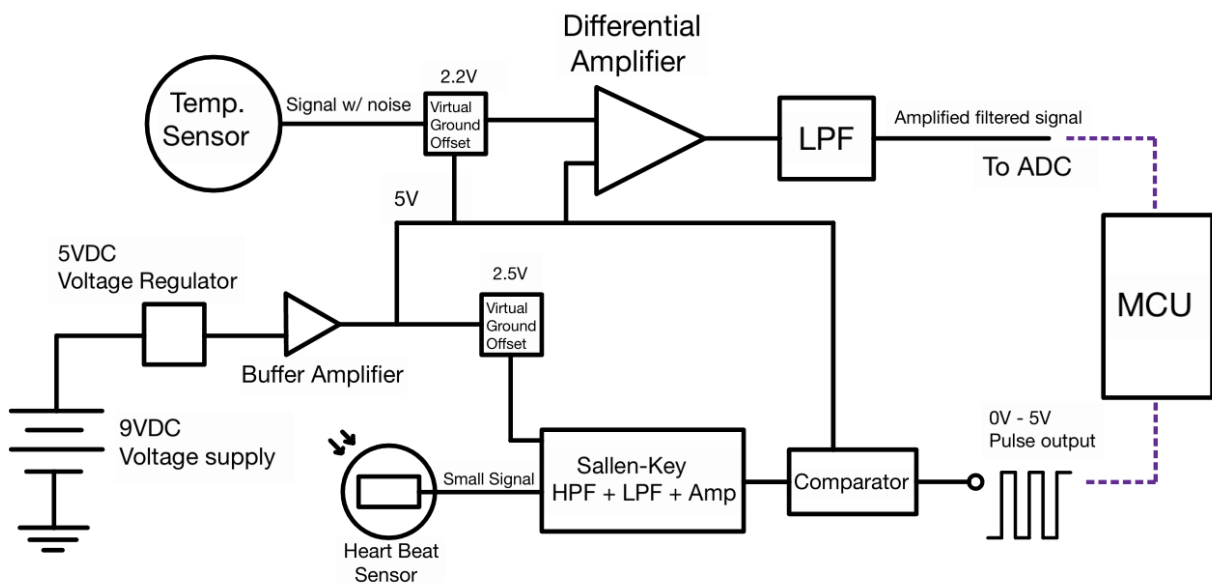 Differential
Amplifier
Temp.
Sensor
Signal w/ noise
2.2V
Virtual
Ground
Offset
LPF
Amplified filtered signal
To ADC
5V
5VDC
Voltage Regulator
2.5V
Virtual
Ground
Offset
MCU
Buffer Amplifier
9VDC
Voltage supply
0V - 5V
Pulse output
Small Signal
Sallen-Key
HPF + LPF + Amp
Comparator
Heart Beat
Sensor